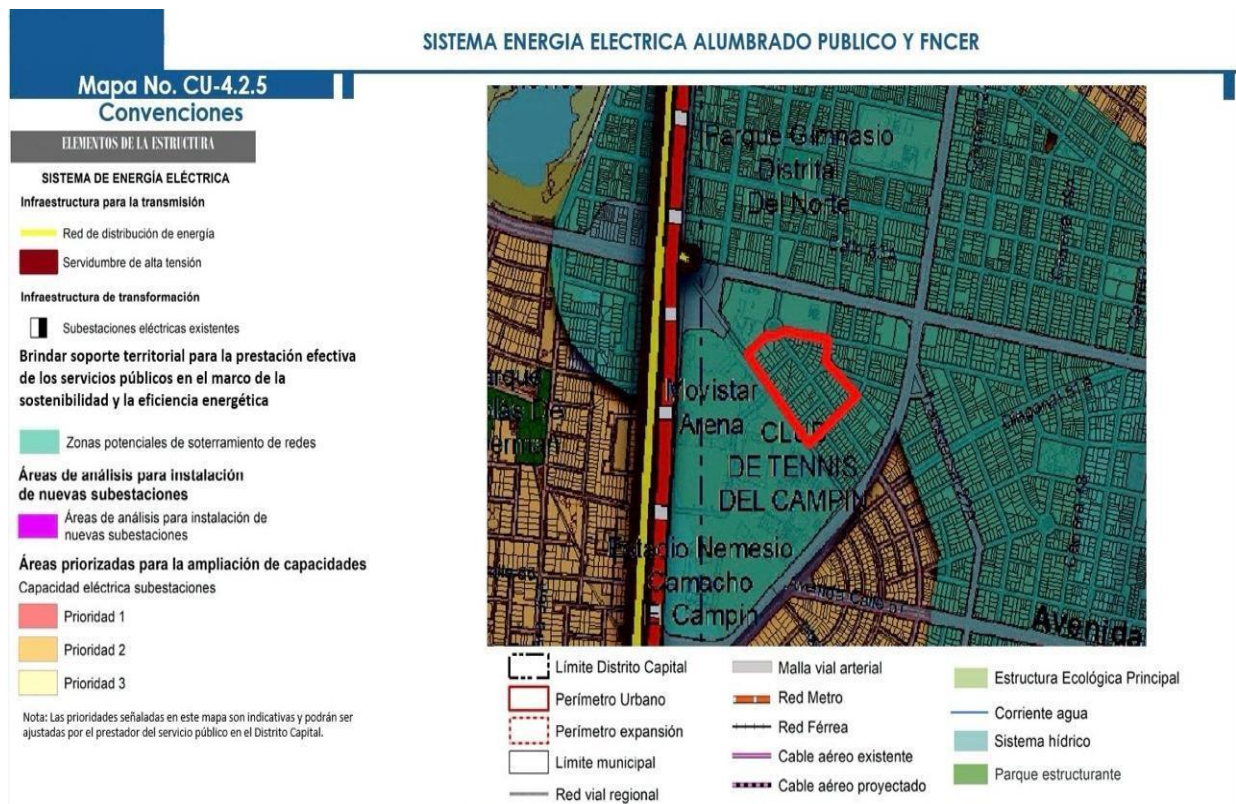 SISTEMA ENERGIA ELECTRICA ALUMBRADO PUBLICO Y FNCER
Mapa No. CU-4.2.5
Convenciones
ELEMENTOS DE LA ESTRUCTURA
SISTEMA DE ENERGÍA ELÉCTRICA
Infraestructura para la transmisión
Red de distribución de energía
Servidumbre de alta tensión
Infraestructura de transformación
Subestaciones eléctricas existentes
Brindar soporte territorial para la prestación efectiva
de los servicios públicos en el marco de la
sostenibilidad y la eficiencia energética
Zonas potenciales de soterramiento de redes
Áreas de análisis para instalación
de nuevas subestaciones
Áreas de análisis para instalación de
nuevas subestaciones
Áreas priorizadas para la ampliación de capacidades
Capacidad eléctrica subestaciones
Prioridad 1
Prioridad 2
Prioridad 3
Nota: Las prioridades señaladas en este mapa son indicativas y podrán ser
ajustadas por el prestador del servicio público en el Distrito Capital.
Parque Gimnasio
Distrital
Del Norte
Movistar
Arena
CLUB
DE TENNIS
DEL CAMPIN
Estadio Nemesio
Camacho
Campin
Avenida Calle
Avenida
Límite Distrito Capital
Perímetro Urbano
Perímetro expansión
Límite municipal
Red vial regional
Malla vial arterial
Red Metro
Red Férrea
Cable aéreo existente
Cable aéreo proyectado
Estructura Ecológica Principal
Corriente agua
Sistema hídrico
Parque estructurante